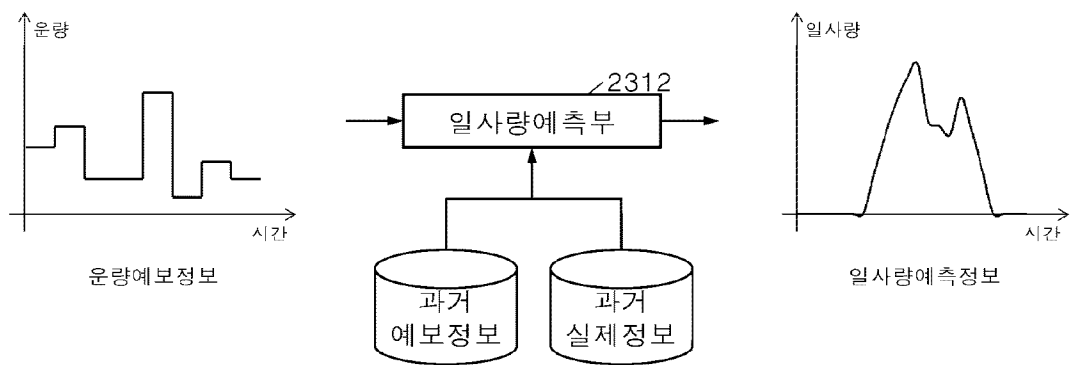 운량
시간
운량예보정보
2312
일사량예측부
과거
예보정보
과거
실제정보
일사량
시간
일사량예측정보